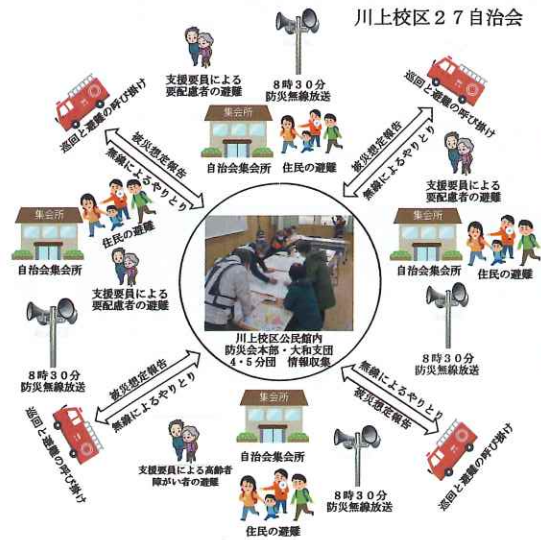 川上校区27自治会
支援要員による
要配慮者の避難
8時30分
防災無線放送
巡回と避難の呼び掛け
巡回と避難の呼び掛け
集会所
自治会集会所
住民の避難
被災想定報告
無線によるやりとり
被災想定報告
無線によるやりとり
支援要員による
要配慮者の避難
集会所
自治会集会所
住民の避難
支援要員による
要配慮者の避難
集会所
自治会集会所
住民の避難
川上校区公民館内
防災会本部・大和支団
4・5分団 情報収集
8時30分
防災無線放送
8時30分
防災無線放送
被災想定報告
無線によるやりとり
無線によるやりとり
被災想定報告
巡回と避難の呼び掛け
集会所
自治会集会所
支援要員による高齢者
障がい者の避難
住民の避難
8時30分
防災無線放送
巡回と避難の呼び掛け